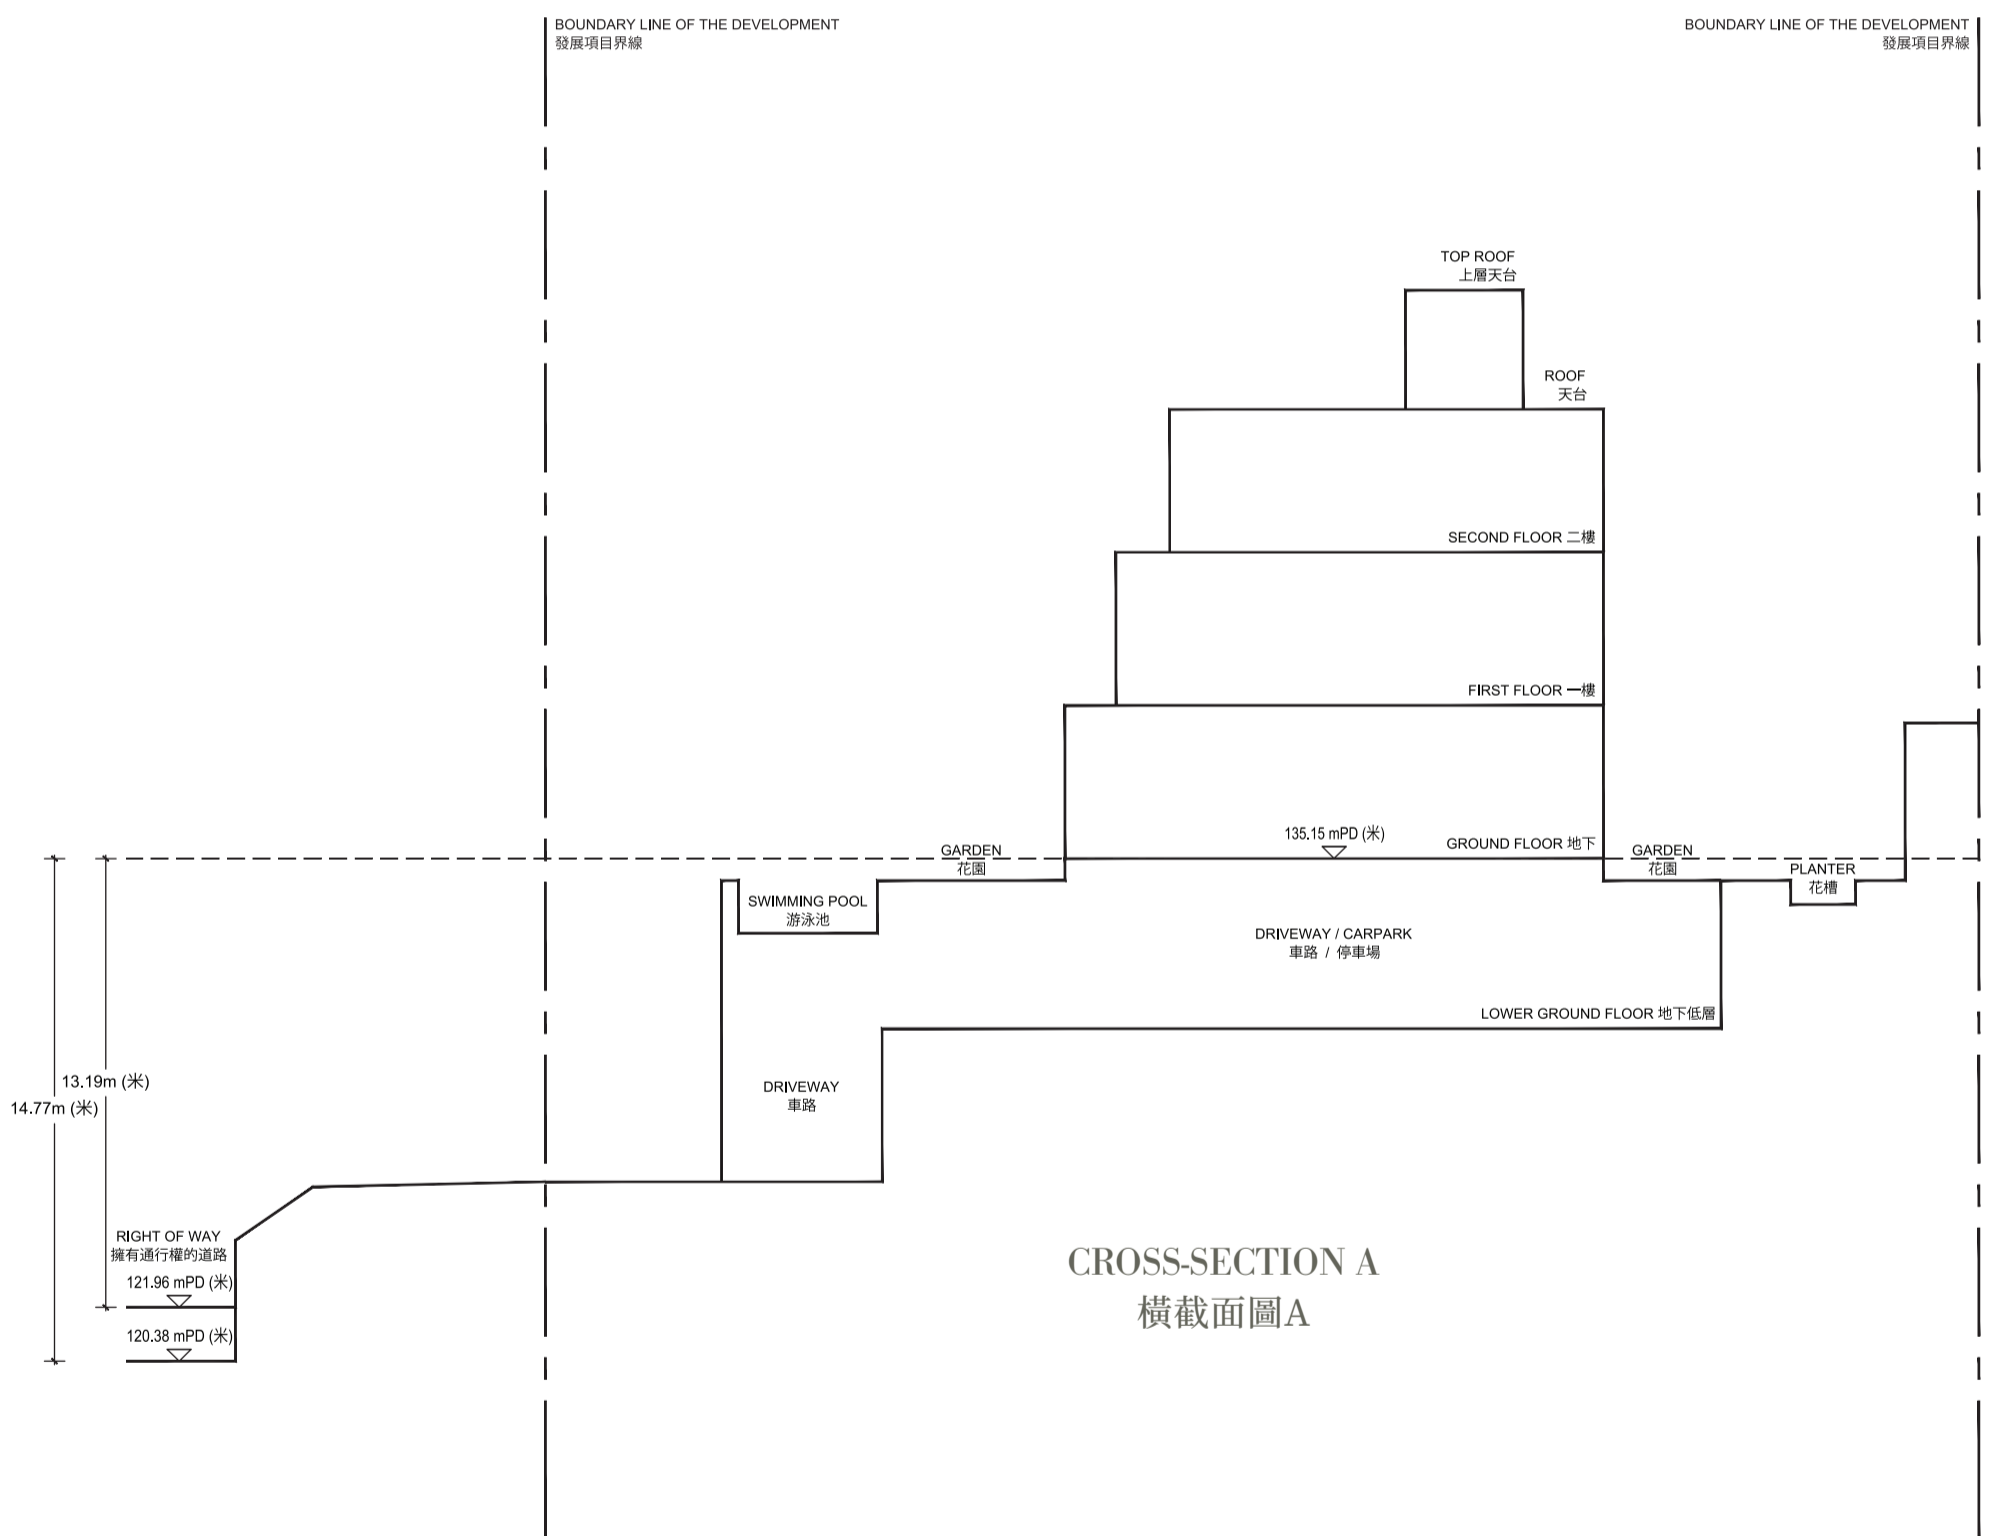 BOUNDARY LINE OF THE DEVELOPMENT
發展項目界線
BOUNDARY LINE OF THE DEVELOPMENT
發展項目界線
TOP ROOF
上層天台
ROOF
天台
SECOND FLOOR 二樓
FIRST FLOOR 一樓
135.15 mPD (米)
GROUND FLOOR 地下
GARDEN
花園
GARDEN
花園
PLANTER
花槽
SWIMMING POOL
游泳池
DRIVEWAY / CARPARK
車路 / 停車場
LOWER GROUND FLOOR 地下低層
13.19m (米)
14.77m (米)
DRIVEWAY
車路
RIGHT OF WAY
擁有通行權的道路
121.96 mPD (米)
120.38 mPD (米)
CROSS-SECTION A
橫截面圖A